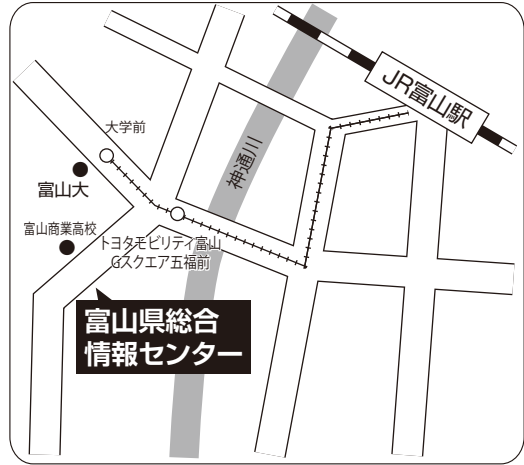 JR富山駅
大学前
神通川
富山大
富山商業高校
トヨタモビリティ富山
Gスクエア五福前
富山県総合
情報センター